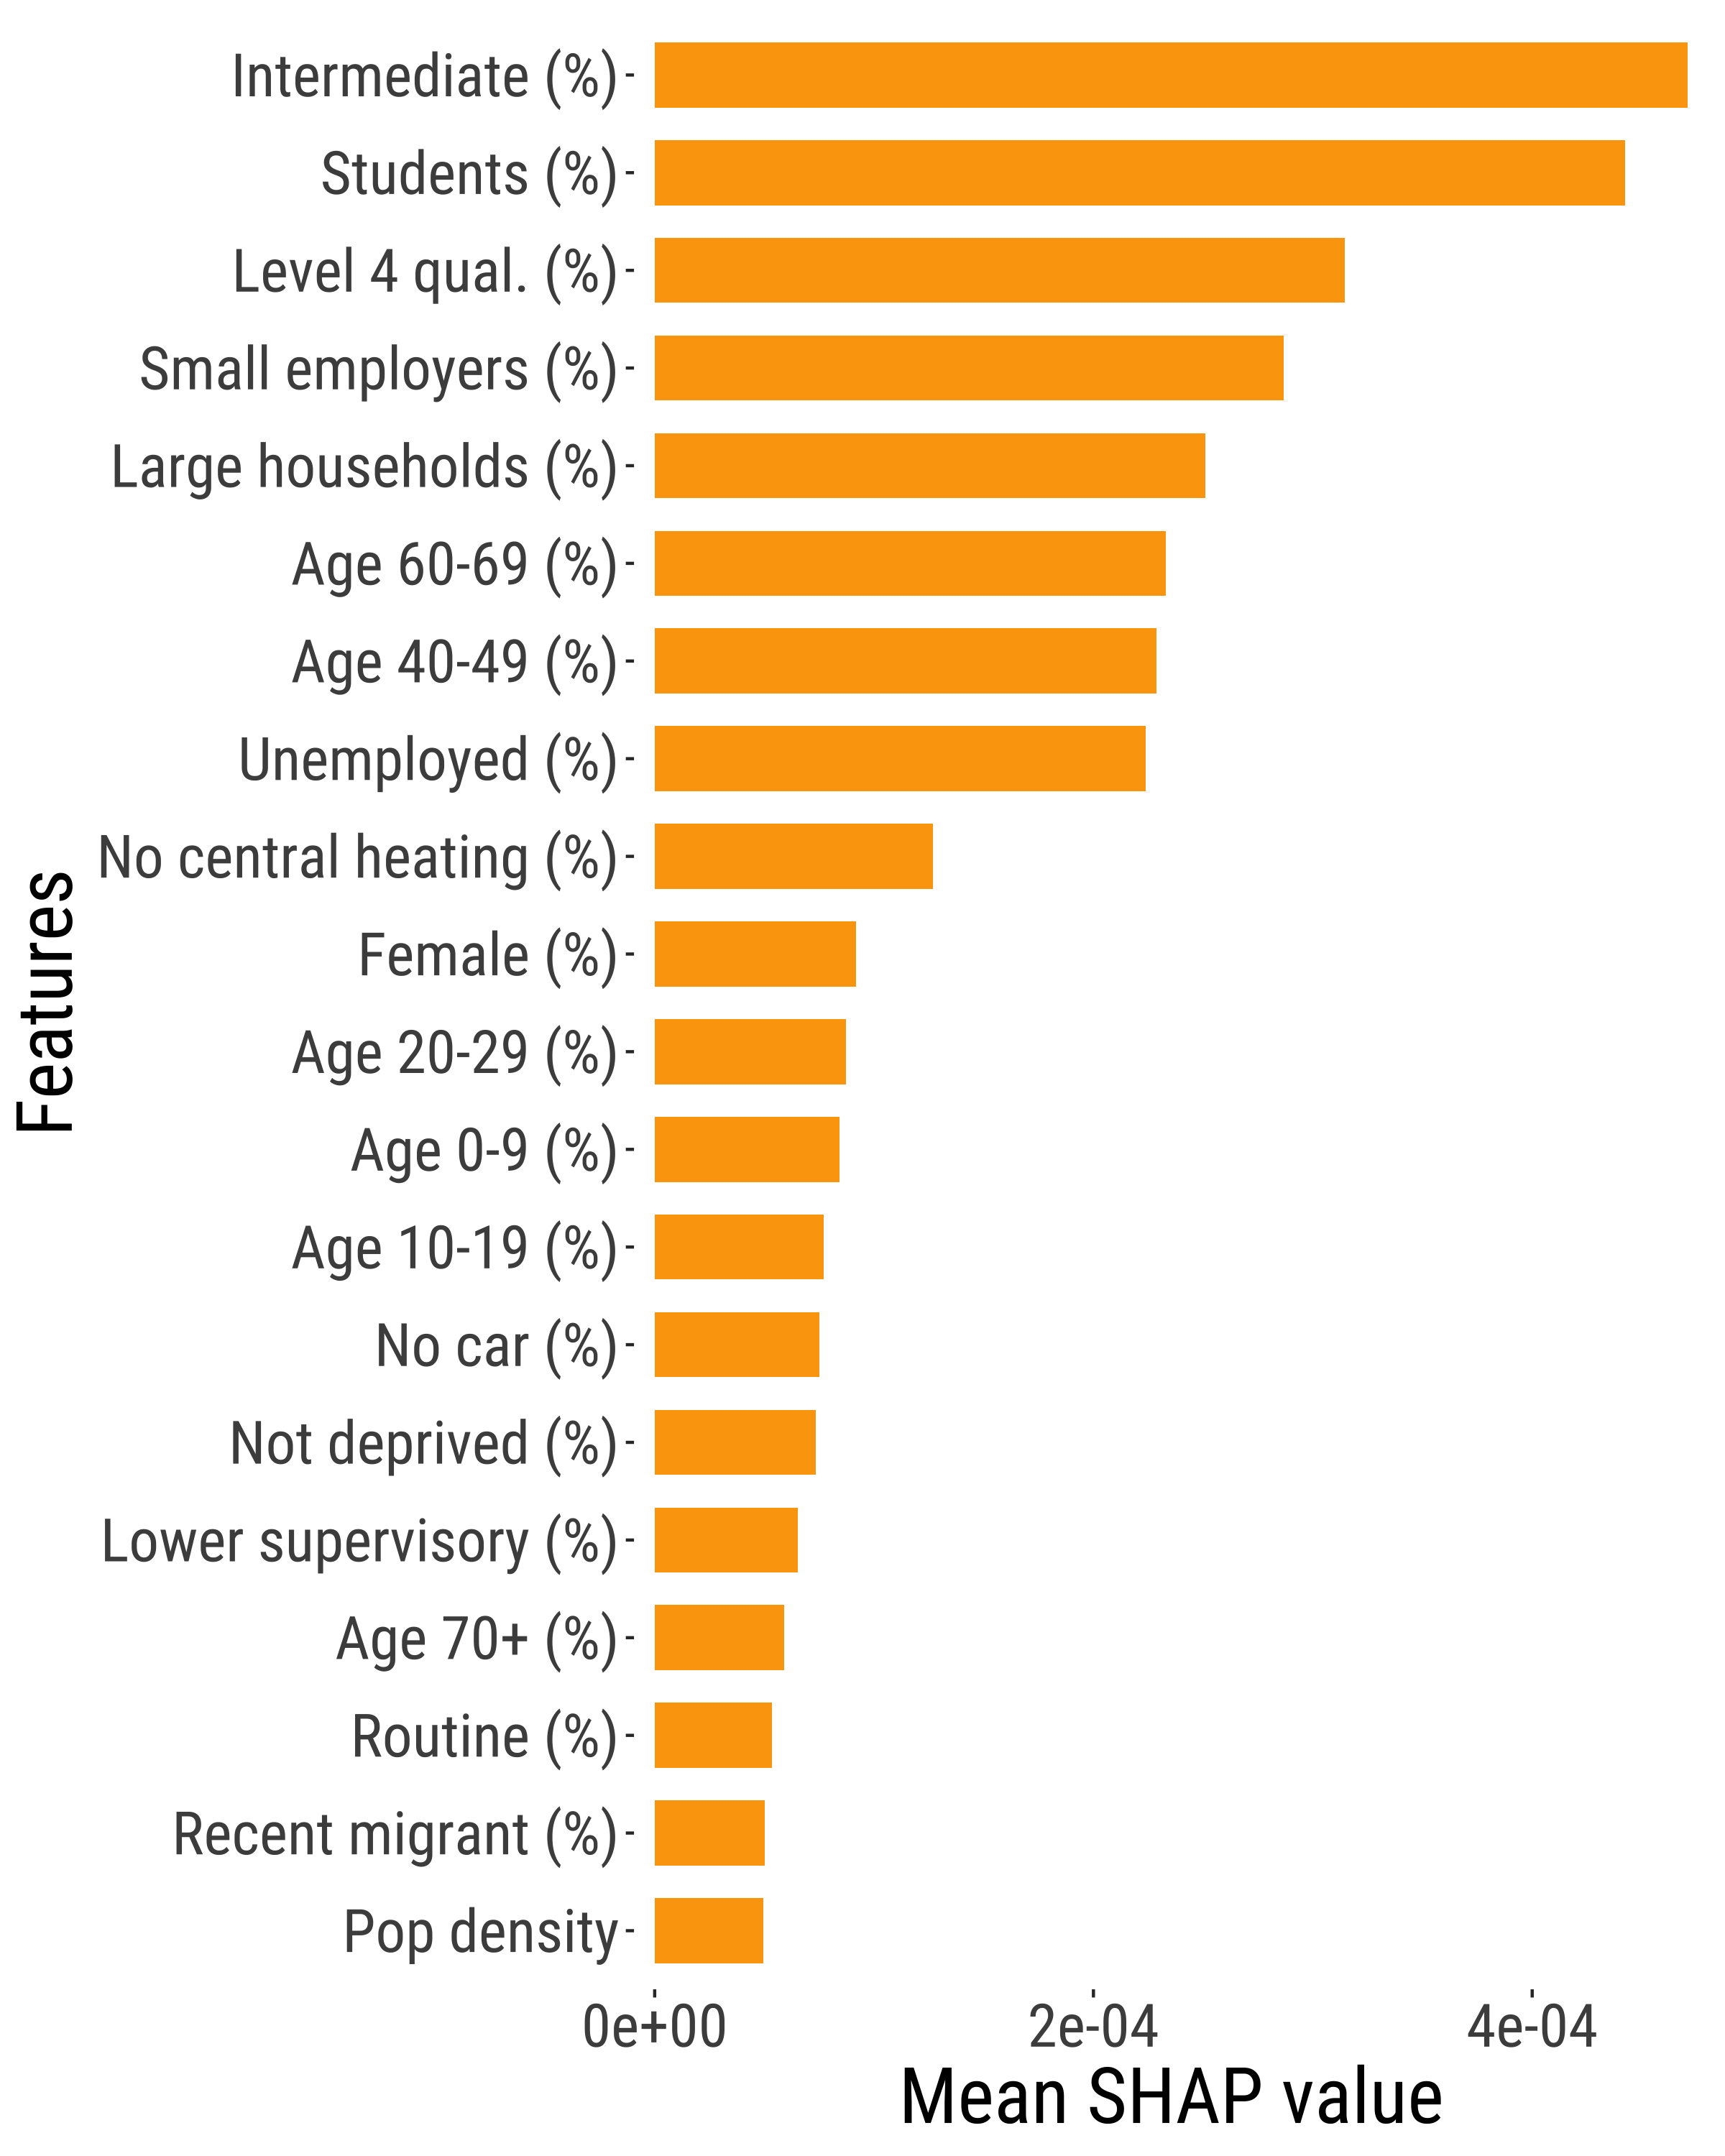 Intermediate (%)
Students (%)
Level 4 qual. (%)
Small employers (%)
Large households (%)
Age 60-69 (%)
Age 40-49 (%)
Unemployed (%)
No central heating (%)
Female (%)
Age 20-29 (%)
Age 0-9 (%)
Age 10-19 (%)
No car (%)
Not deprived (%)
Lower supervisory (%)
Age 70+ (%)
Routine (%)
Recent migrant (%)
Pop density
Features
0e+00 2e-04 4e-04
Mean SHAP value